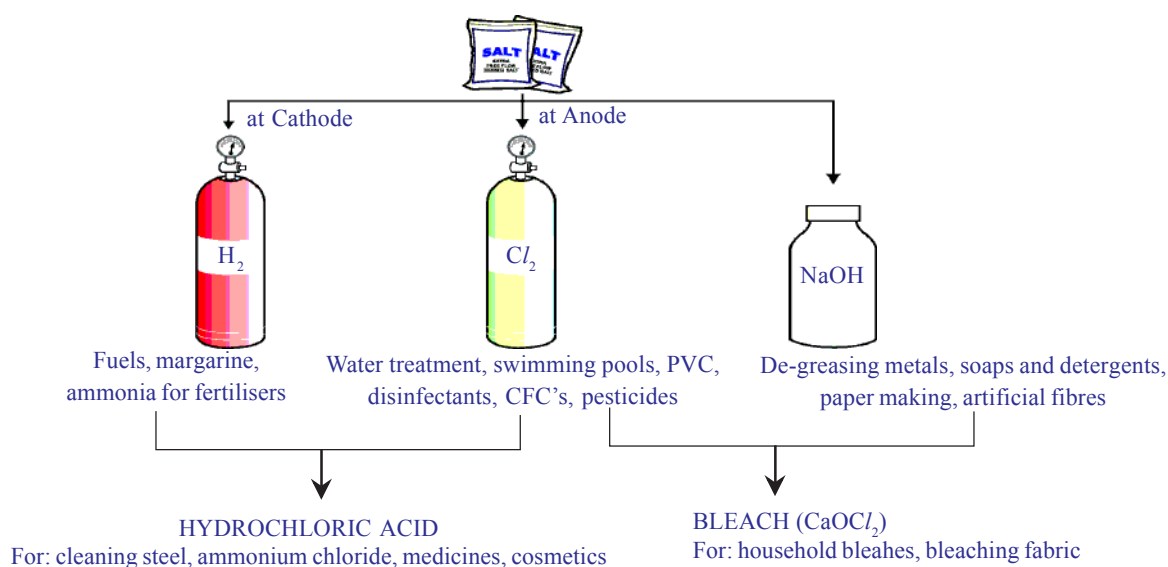 SALT
SALT
at Cathode
at Anode
H₂
Cl₂
NaOH
Fuels, margarine,
ammonia for fertilisers
Water treatment, swimming pools, PVC,
disinfectants, CFC's, pesticides
De-greasing metals, soaps and detergents,
paper making, artificial fibres
HYDROCHLORIC ACID
For: cleaning steel, ammonium chloride, medicines, cosmetics
BLEACH (CaOCl₂)
For: household bleahes, bleaching fabric